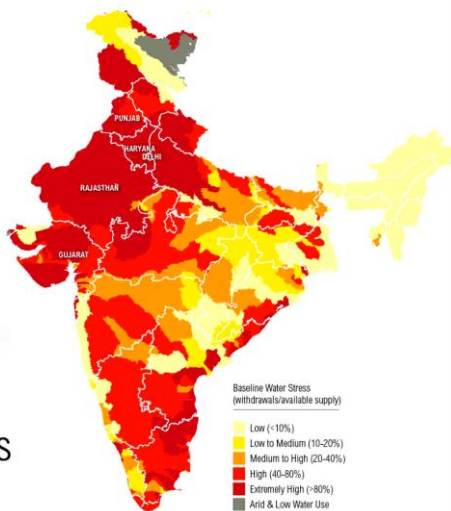 PUNJAB
HARYANA
DELHI
RAJASTHAN
GUJARAT
S
Baseline Water Stress
(withdrawals/available supply)
Low (<10%)
Low to Medium (10-20%)
Medium to High (20-40%)
High (40-80%)
Extremely High (>80%)
Arid & Low Water Use